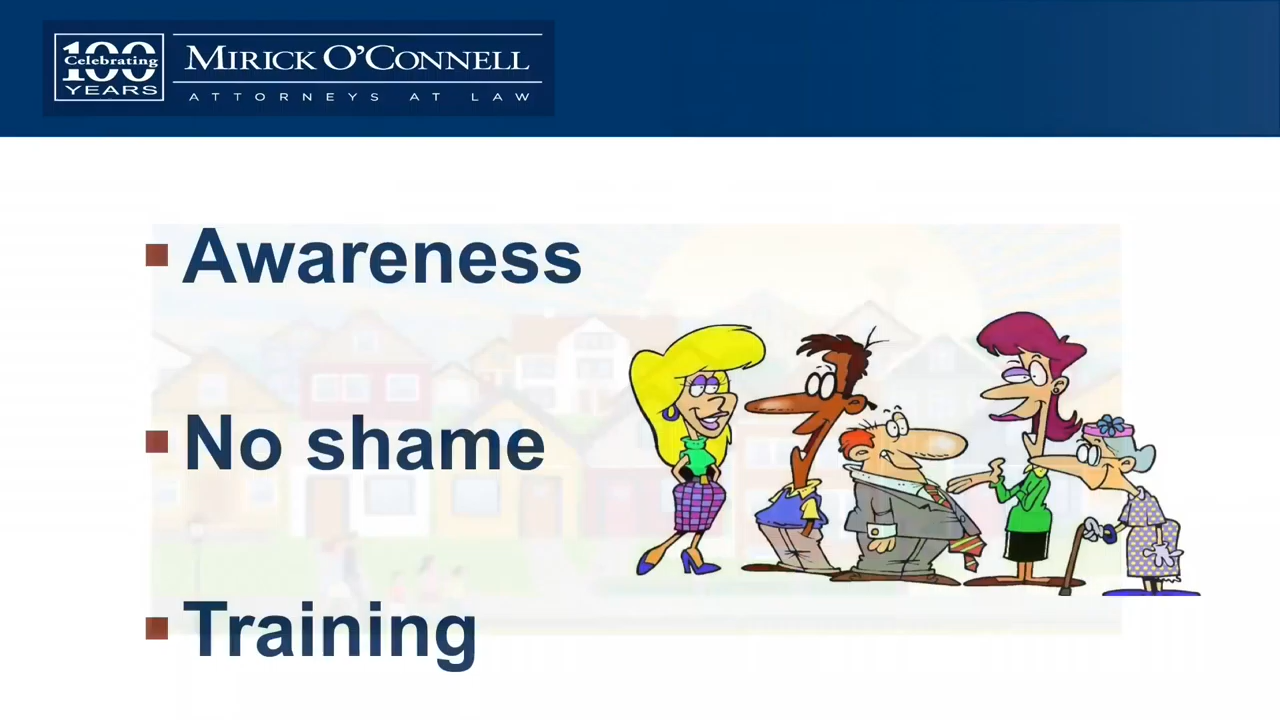 100
Celebrating
YEARS
MIRICK O'CONNELL
ATTORNEYS AT LAW
Awareness
No shame
Training